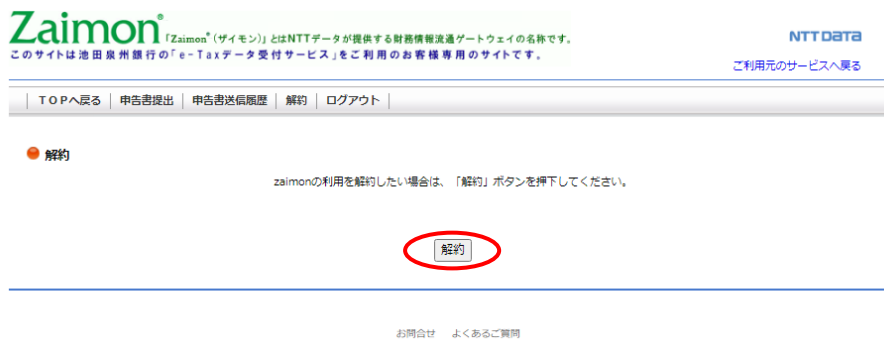 Zaimon® 「Zaimon®(ザイモン)」とはNTTデータが提供する財務情報流通ゲートウェイの名称です。
このサイトは池田泉州銀行の「e-Taxデータ受付サービス」をご利用のお客様専用のサイトです。
NTT DATA
ご利用元のサービスへ戻る
TOPへ戻る | 申告書提出 | 申告書送信履歴 | 解約 | ログアウト |
解約
zaimonの利用を解約したい場合は、「解約」ボタンを押下してください。
解約
お問合せ よくあるご質問